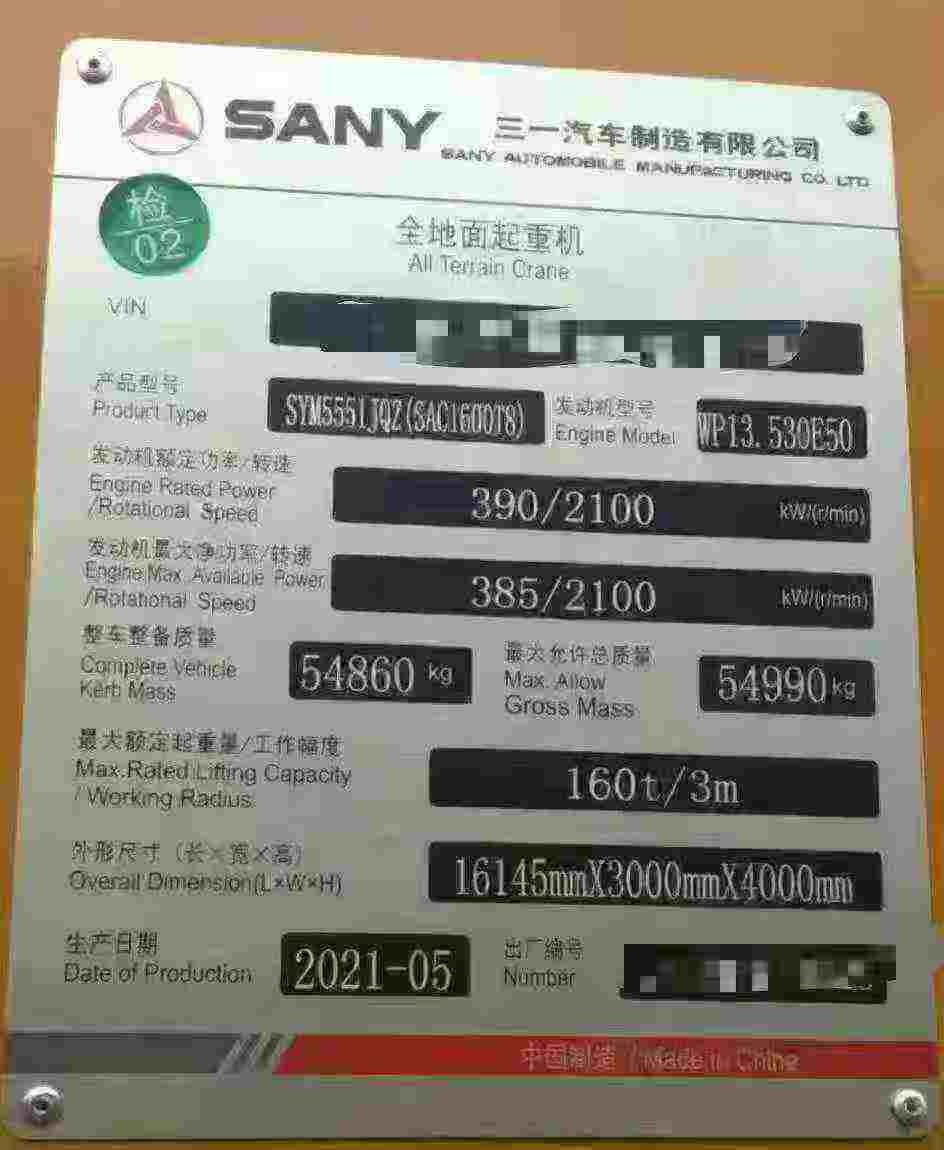 SANY 三一汽车制造有限公司
SANY AUTOMOBILE MANUFACTURING CO. LTD
检
02
全地面起重机
All Terrain Crane
VIN
产品型号
Product Type
SYM5551JQZ(SAC1600T8)
发动机型号
Engine Model
WP13.530E50
发动机额定功率/转速
Engine Rated Power
/Rotational Speed
390/2100 kW/(r/min)
发动机最大净功率/转速
Engine Max. Available Power
/Rotational Speed
385/2100 kW/(r/min)
整车整备质量
Complete Vehicle
Kerb Mass
54860 kg
最大允许总质量
Max. Allow
Gross Mass
54990 kg
最大额定起重量/工作幅度
Max.Rated Lifting Capacity
/ Working Radius
160t/3m
外形尺寸（长×宽×高）
Overall Dimension(L×W×H)
16145mmX3000mmX4000mm
生产日期
Date of Production
2021-05
出厂编号
Number
中国制造 / Made in China